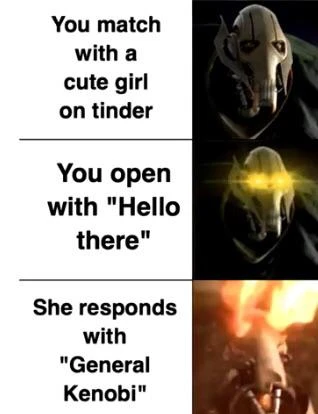 You match
with a
cute girl
on tinder
You open
with "Hello
there"
She responds
with
"General
Kenobi"